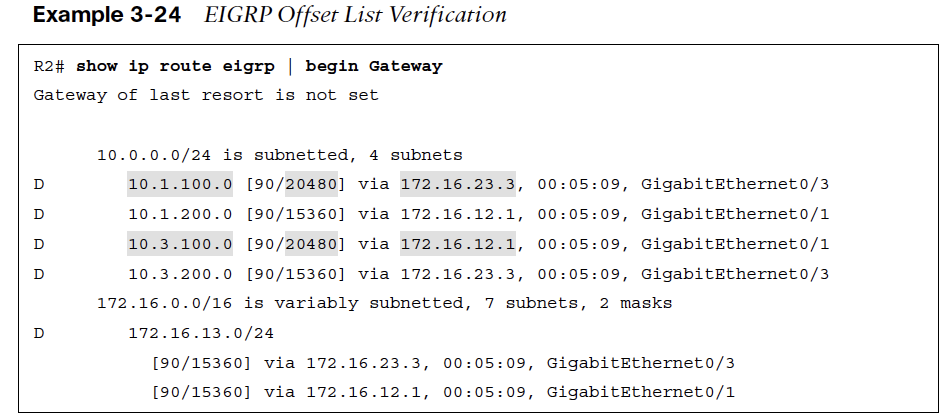 Example 3-24 EIGRP Offset List Verification
R2# show ip route eigrp | begin Gateway
Gateway of last resort is not set
10.0.0.0/24 is subnetted, 4 subnets
D 10.1.100.0 [90/20480] via 172.16.23.3, 00:05:09, GigabitEthernet0/3
D 10.1.200.0 [90/15360] via 172.16.12.1, 00:05:09, GigabitEthernet0/1
D 10.3.100.0 [90/20480] via 172.16.12.1, 00:05:09, GigabitEthernet0/1
D 10.3.200.0 [90/15360] via 172.16.23.3, 00:05:09, GigabitEthernet0/3
172.16.0.0/16 is variably subnetted, 7 subnets, 2 masks
D 172.16.13.0/24
[90/15360] via 172.16.23.3, 00:05:09, GigabitEthernet0/3
[90/15360] via 172.16.12.1, 00:05:09, GigabitEthernet0/1